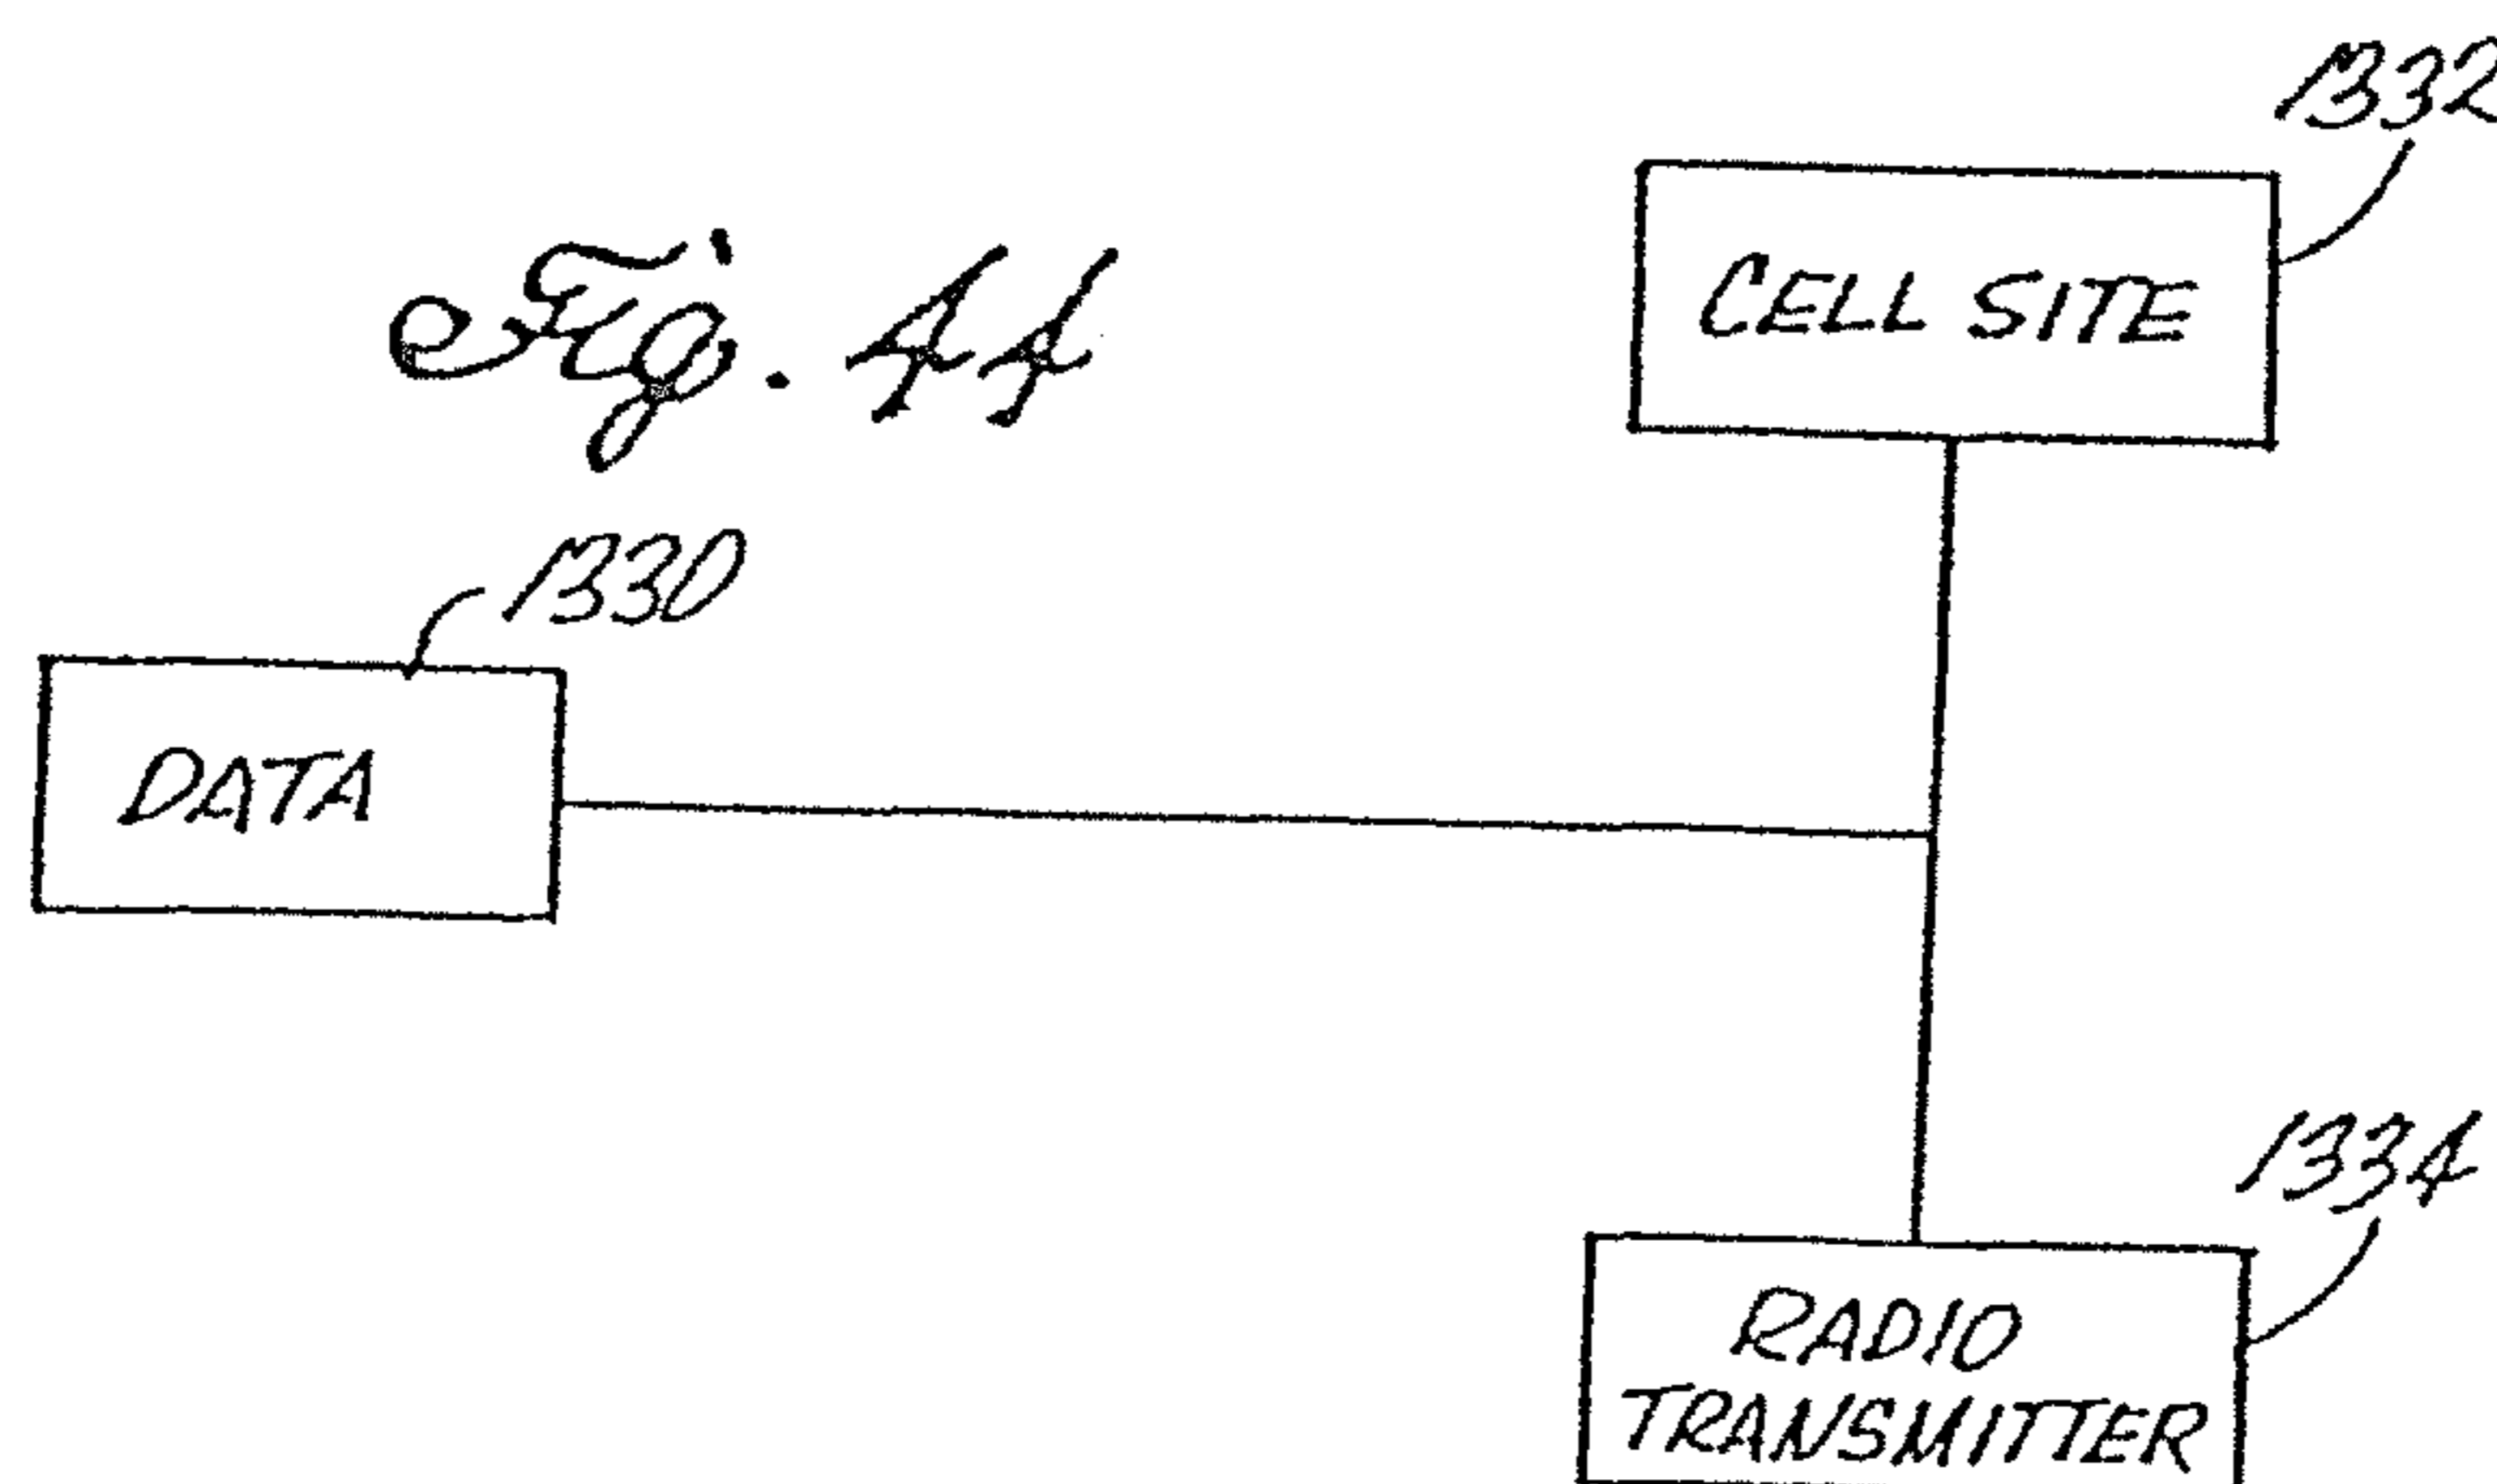 1332
CELL SITE
Fig. 44
1330
DATA
1334
RADIO
TRANSMITTER